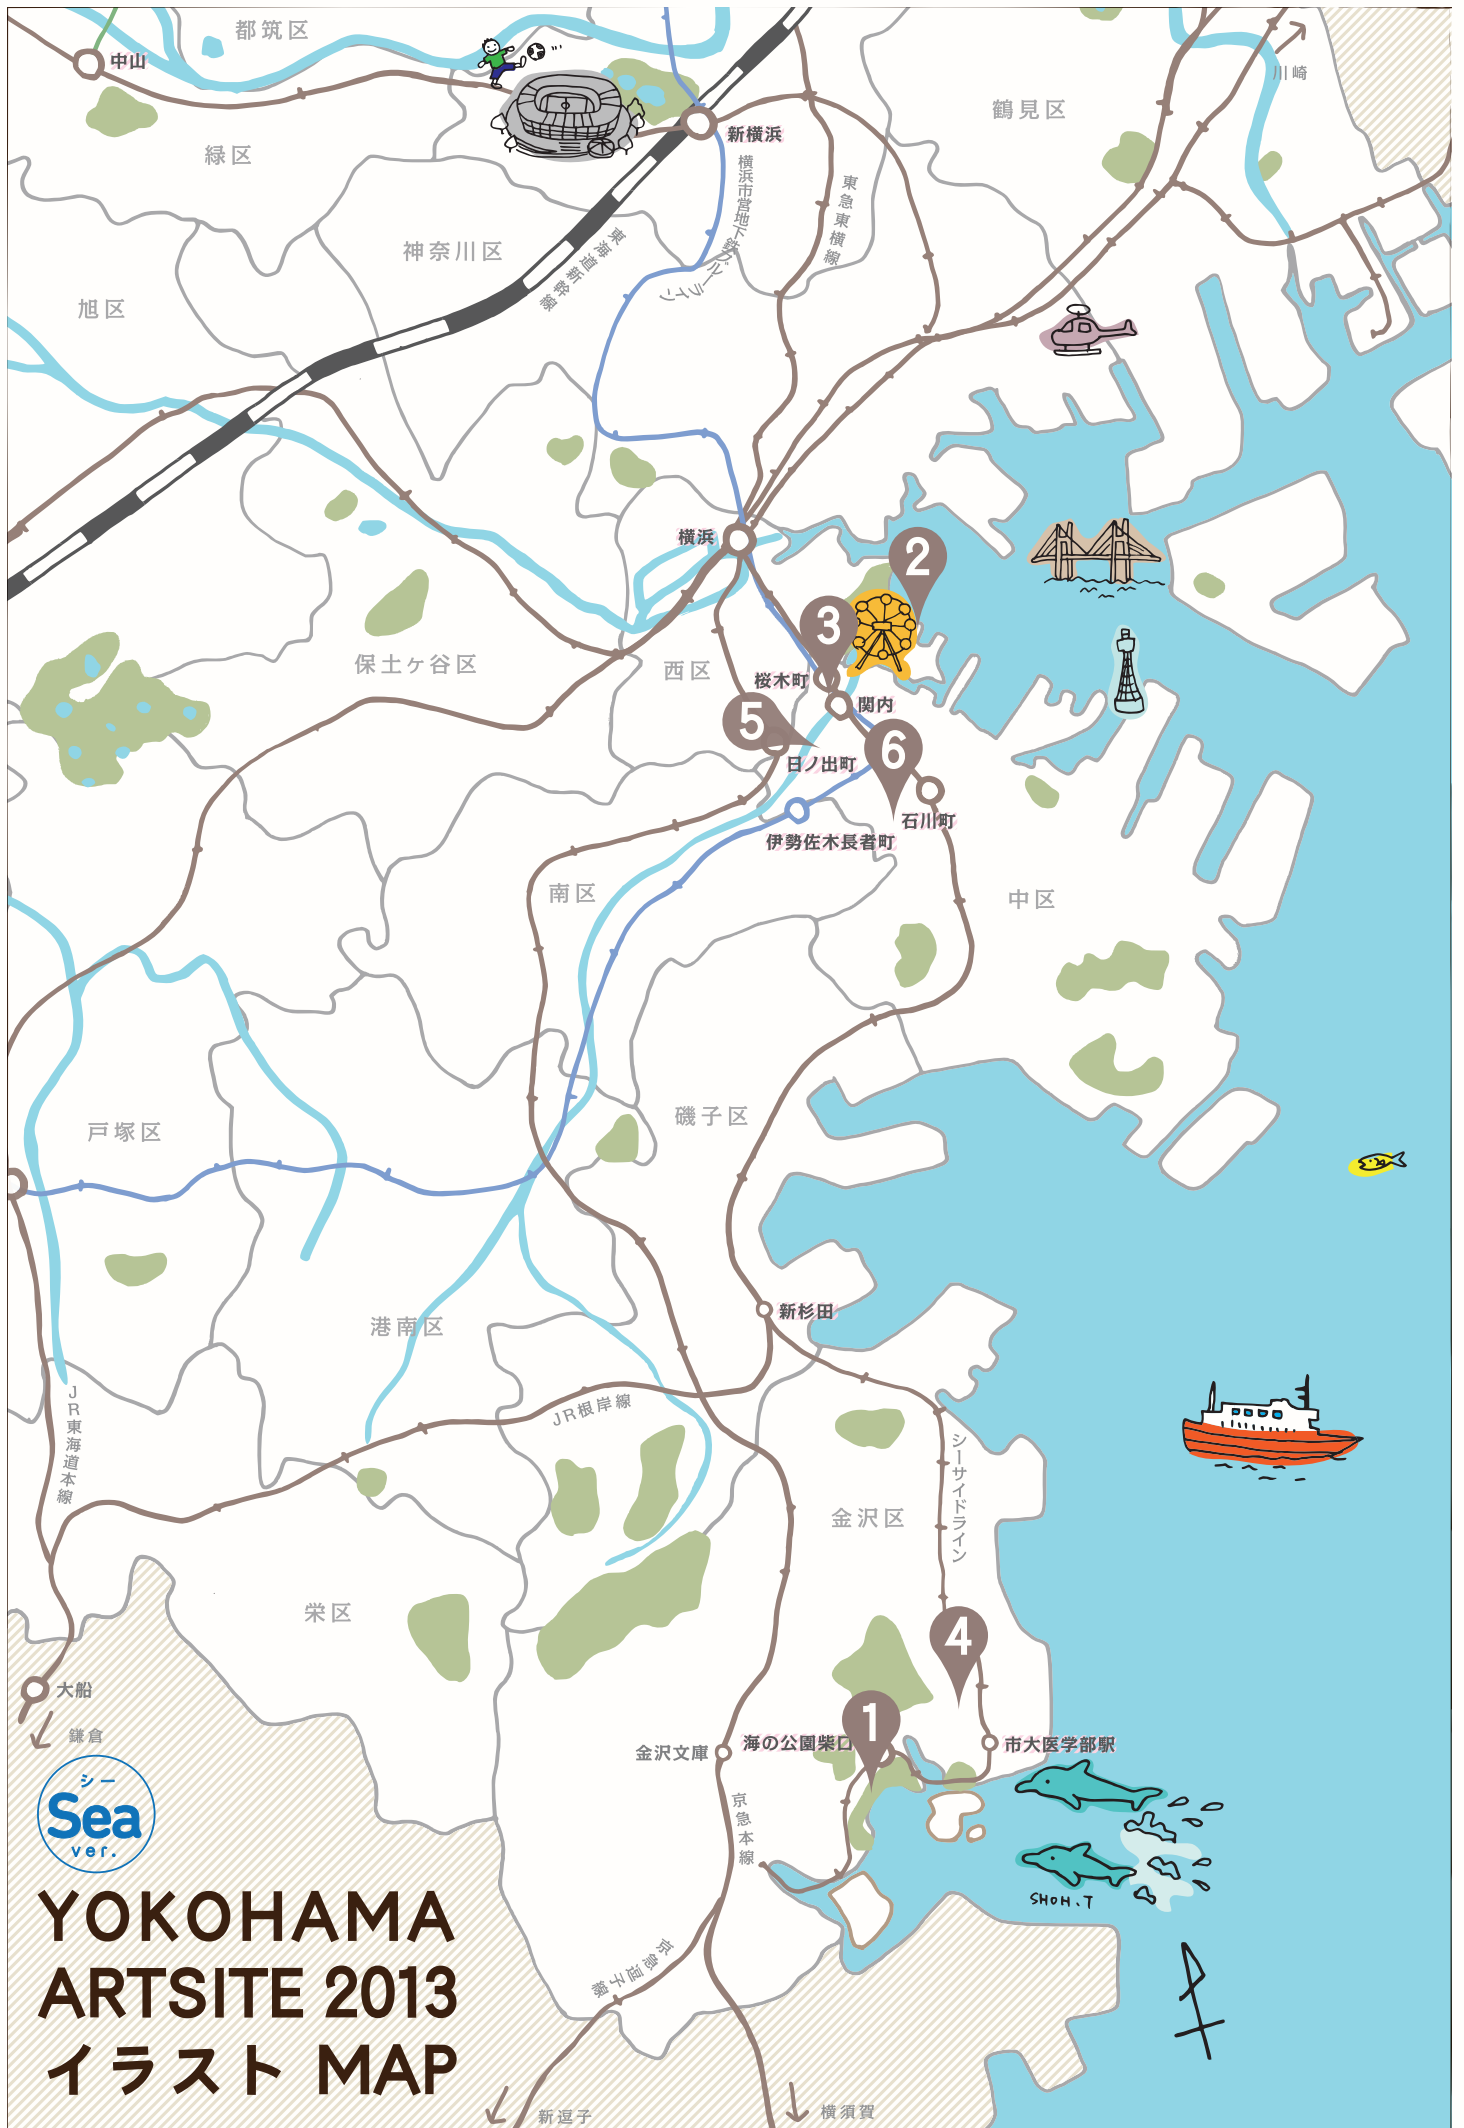 都筑区
中山
川崎
鶴見区
新横浜
緑区
横浜市営地下鉄ブルーライン
東急東横線
神奈川区
東海道新幹線
旭区
横浜
2
3
保土ヶ谷区
西区
桜木町
関内
5
6
日ノ出町
石川町
伊勢佐木長者町
南区
中区
磯子区
戸塚区
新杉田
港南区
JR東海道本線
JR根岸線
シーサイドライン
金沢区
栄区
4
大船
1
鎌倉
金沢文庫
海の公園柴口
市大医学部駅
シー
Sea
ver.
京急本線
SHOH.T
YOKOHAMA
ARTSITE 2013
イラスト MAP
京急逗子線
新逗子
横須賀